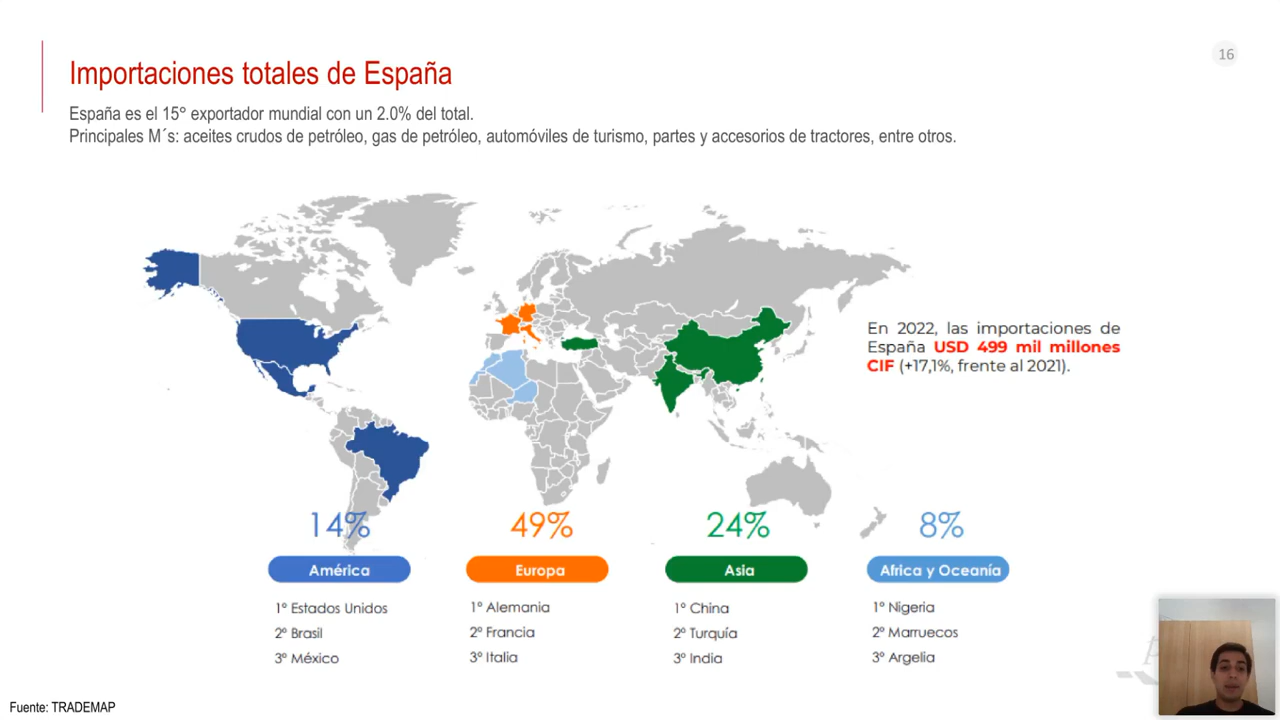 16
Importaciones totales de España
España es el 15° exportador mundial con un 2.0% del total.
Principales M´s: aceites crudos de petróleo, gas de petróleo, automóviles de turismo, partes y accesorios de tractores, entre otros.
En 2022, las importaciones de
España USD 499 mil millones
CIF (+17,1%, frente al 2021).
14%
49%
24%
8%
América
Europa
Asia
Africa y Oceanía
1º Estados Unidos
2º Brasil
3º México
1º Alemania
2º Francia
3º Italia
1º China
2º Turquía
3º India
1º Nigeria
2º Marruecos
3º Argelia
Fuente: TRADEMAP